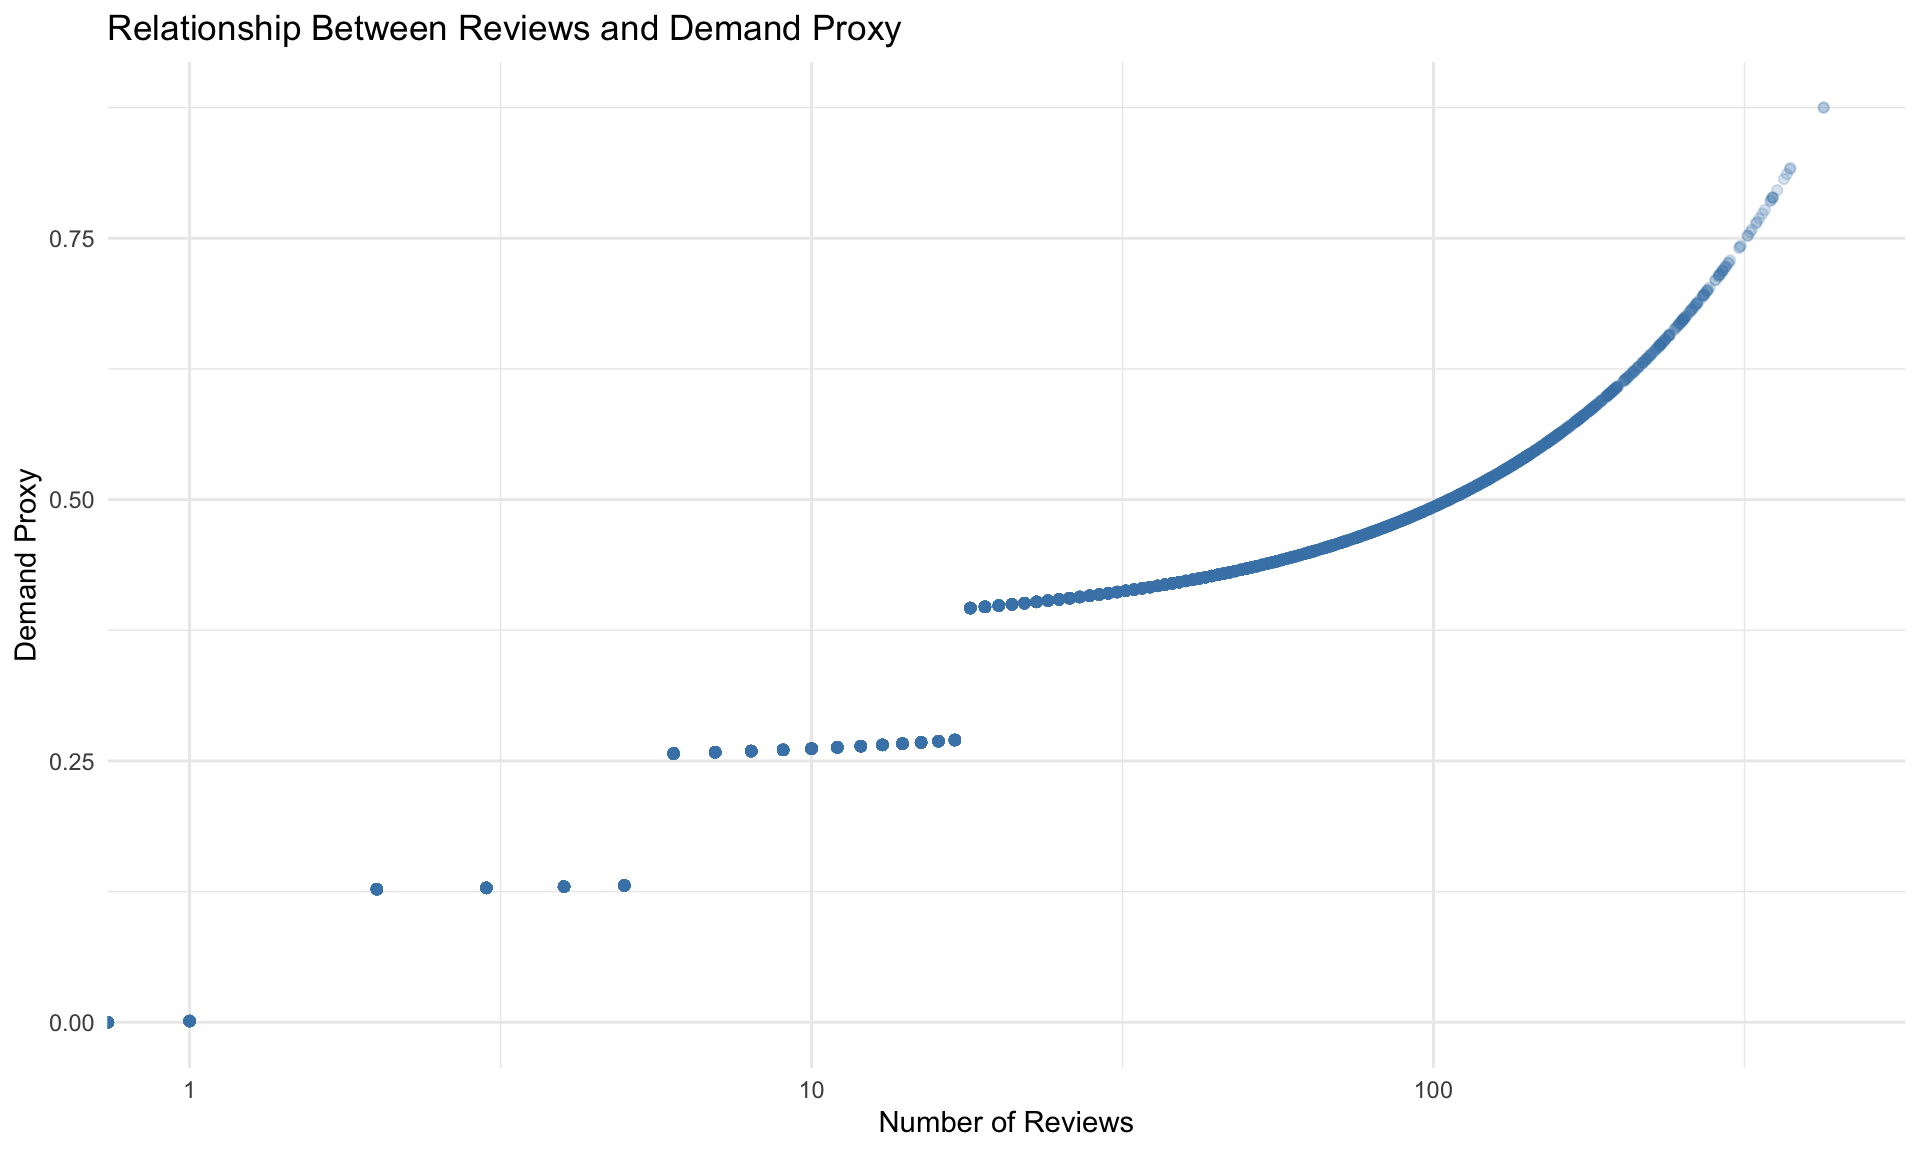 Relationship Between Reviews and Demand Proxy
0.75
0.50
0.25
0.00
Demand Proxy
1
10
100
Number of Reviews